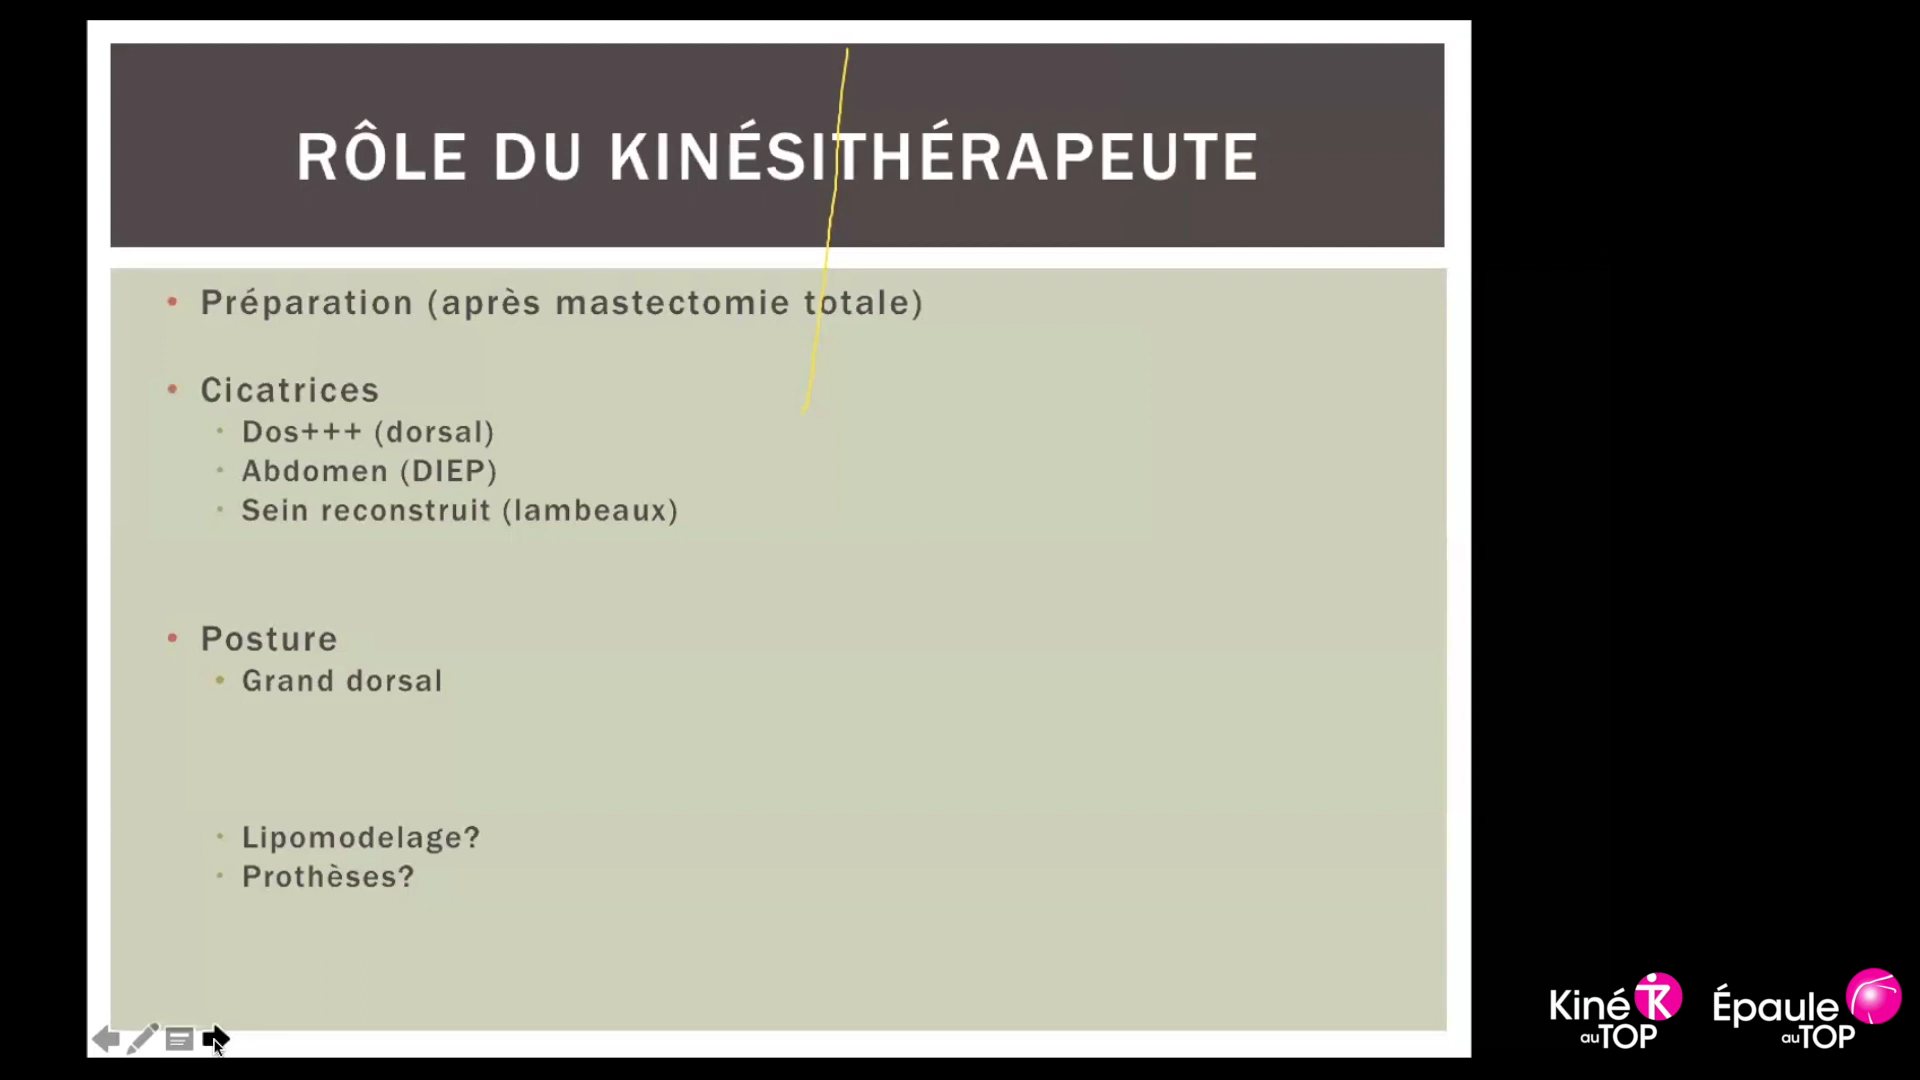 RÔLE DU KINÉSITHÉRAPEUTE
• Préparation (après mastectomie totale)
• Cicatrices
• Dos+++ (dorsal)
• Abdomen (DIEP)
• Sein reconstruit (lambeaux)
• Posture
• Grand dorsal
• Lipomodelage?
• Prothèses?
Kiné au TOP
Épaule au TOP